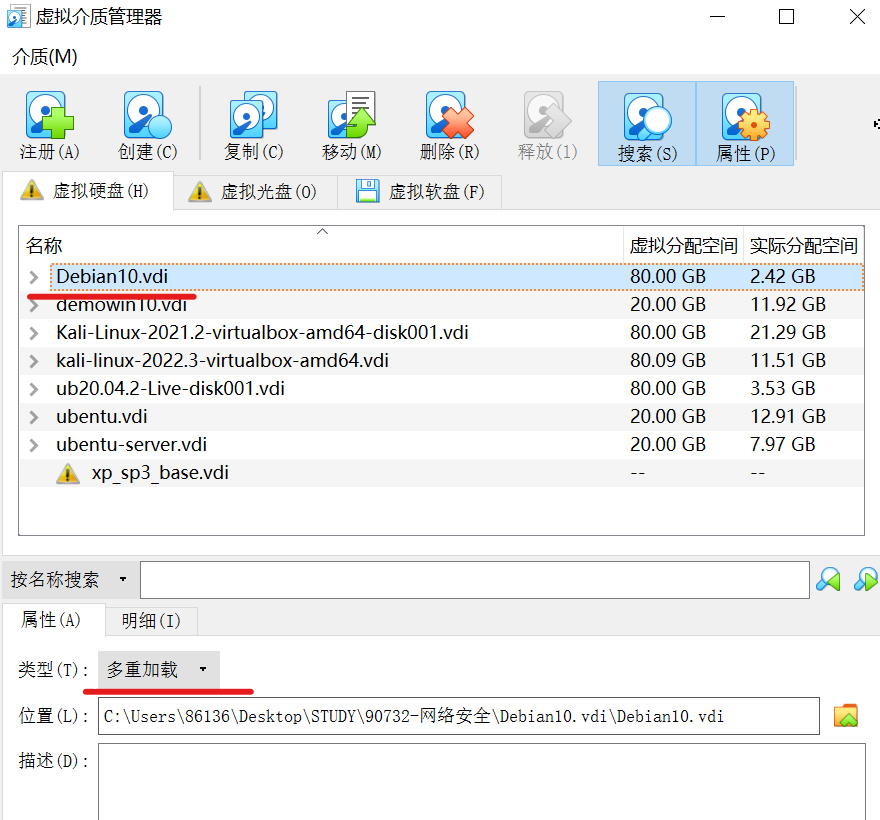 虚拟介质管理器
介质(M)
注册(A) 创建(C) 复制(C) 移动(M) 删除(R) 释放(1) 搜索(S) 属性(P)
虚拟硬盘(H) 虚拟光盘(O) 虚拟软盘(F)
名称 虚拟分配空间 实际分配空间
Debian10.vdi 80.00 GB 2.42 GB
demowin10.vdi 20.00 GB 11.92 GB
Kali-Linux-2021.2-virtualbox-amd64-disk001.vdi 80.00 GB 21.29 GB
kali-linux-2022.3-virtualbox-amd64.vdi 80.09 GB 11.51 GB
ub20.04.2-Live-disk001.vdi 80.00 GB 3.53 GB
ubentu.vdi 20.00 GB 12.91 GB
ubentu-server.vdi 20.00 GB 7.97 GB
xp_sp3_base.vdi -- --
按名称搜索
属性(A) 明细(I)
类型(T): 多重加载
位置(L): C:\Users\86136\Desktop\STUDY\90732-网络安全\Debian10.vdi\Debian10.vdi
描述(D):